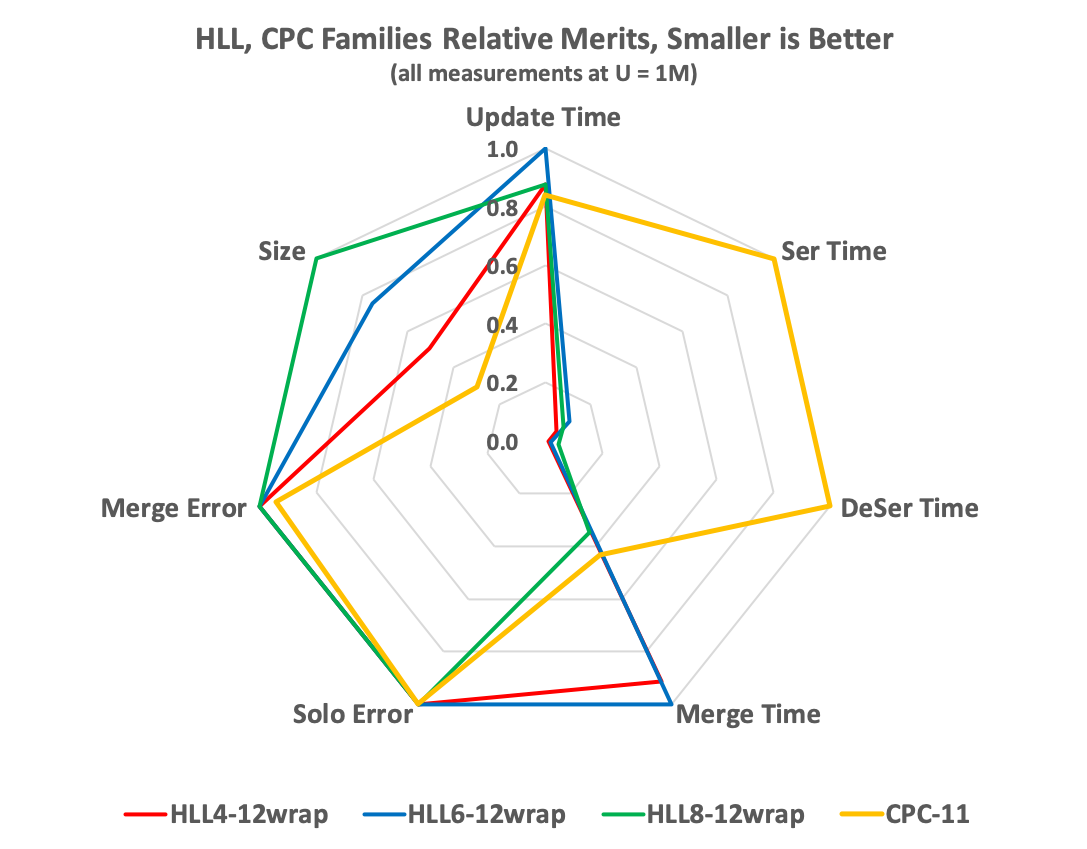 HLL, CPC Families Relative Merits, Smaller is Better
(all measurements at U = 1M)
Update Time
1.0
0.8
0.6
0.4
0.2
0.0
Ser Time
DeSer Time
Merge Time
Solo Error
Merge Error
Size
HLL4-12wrap
HLL6-12wrap
HLL8-12wrap
CPC-11